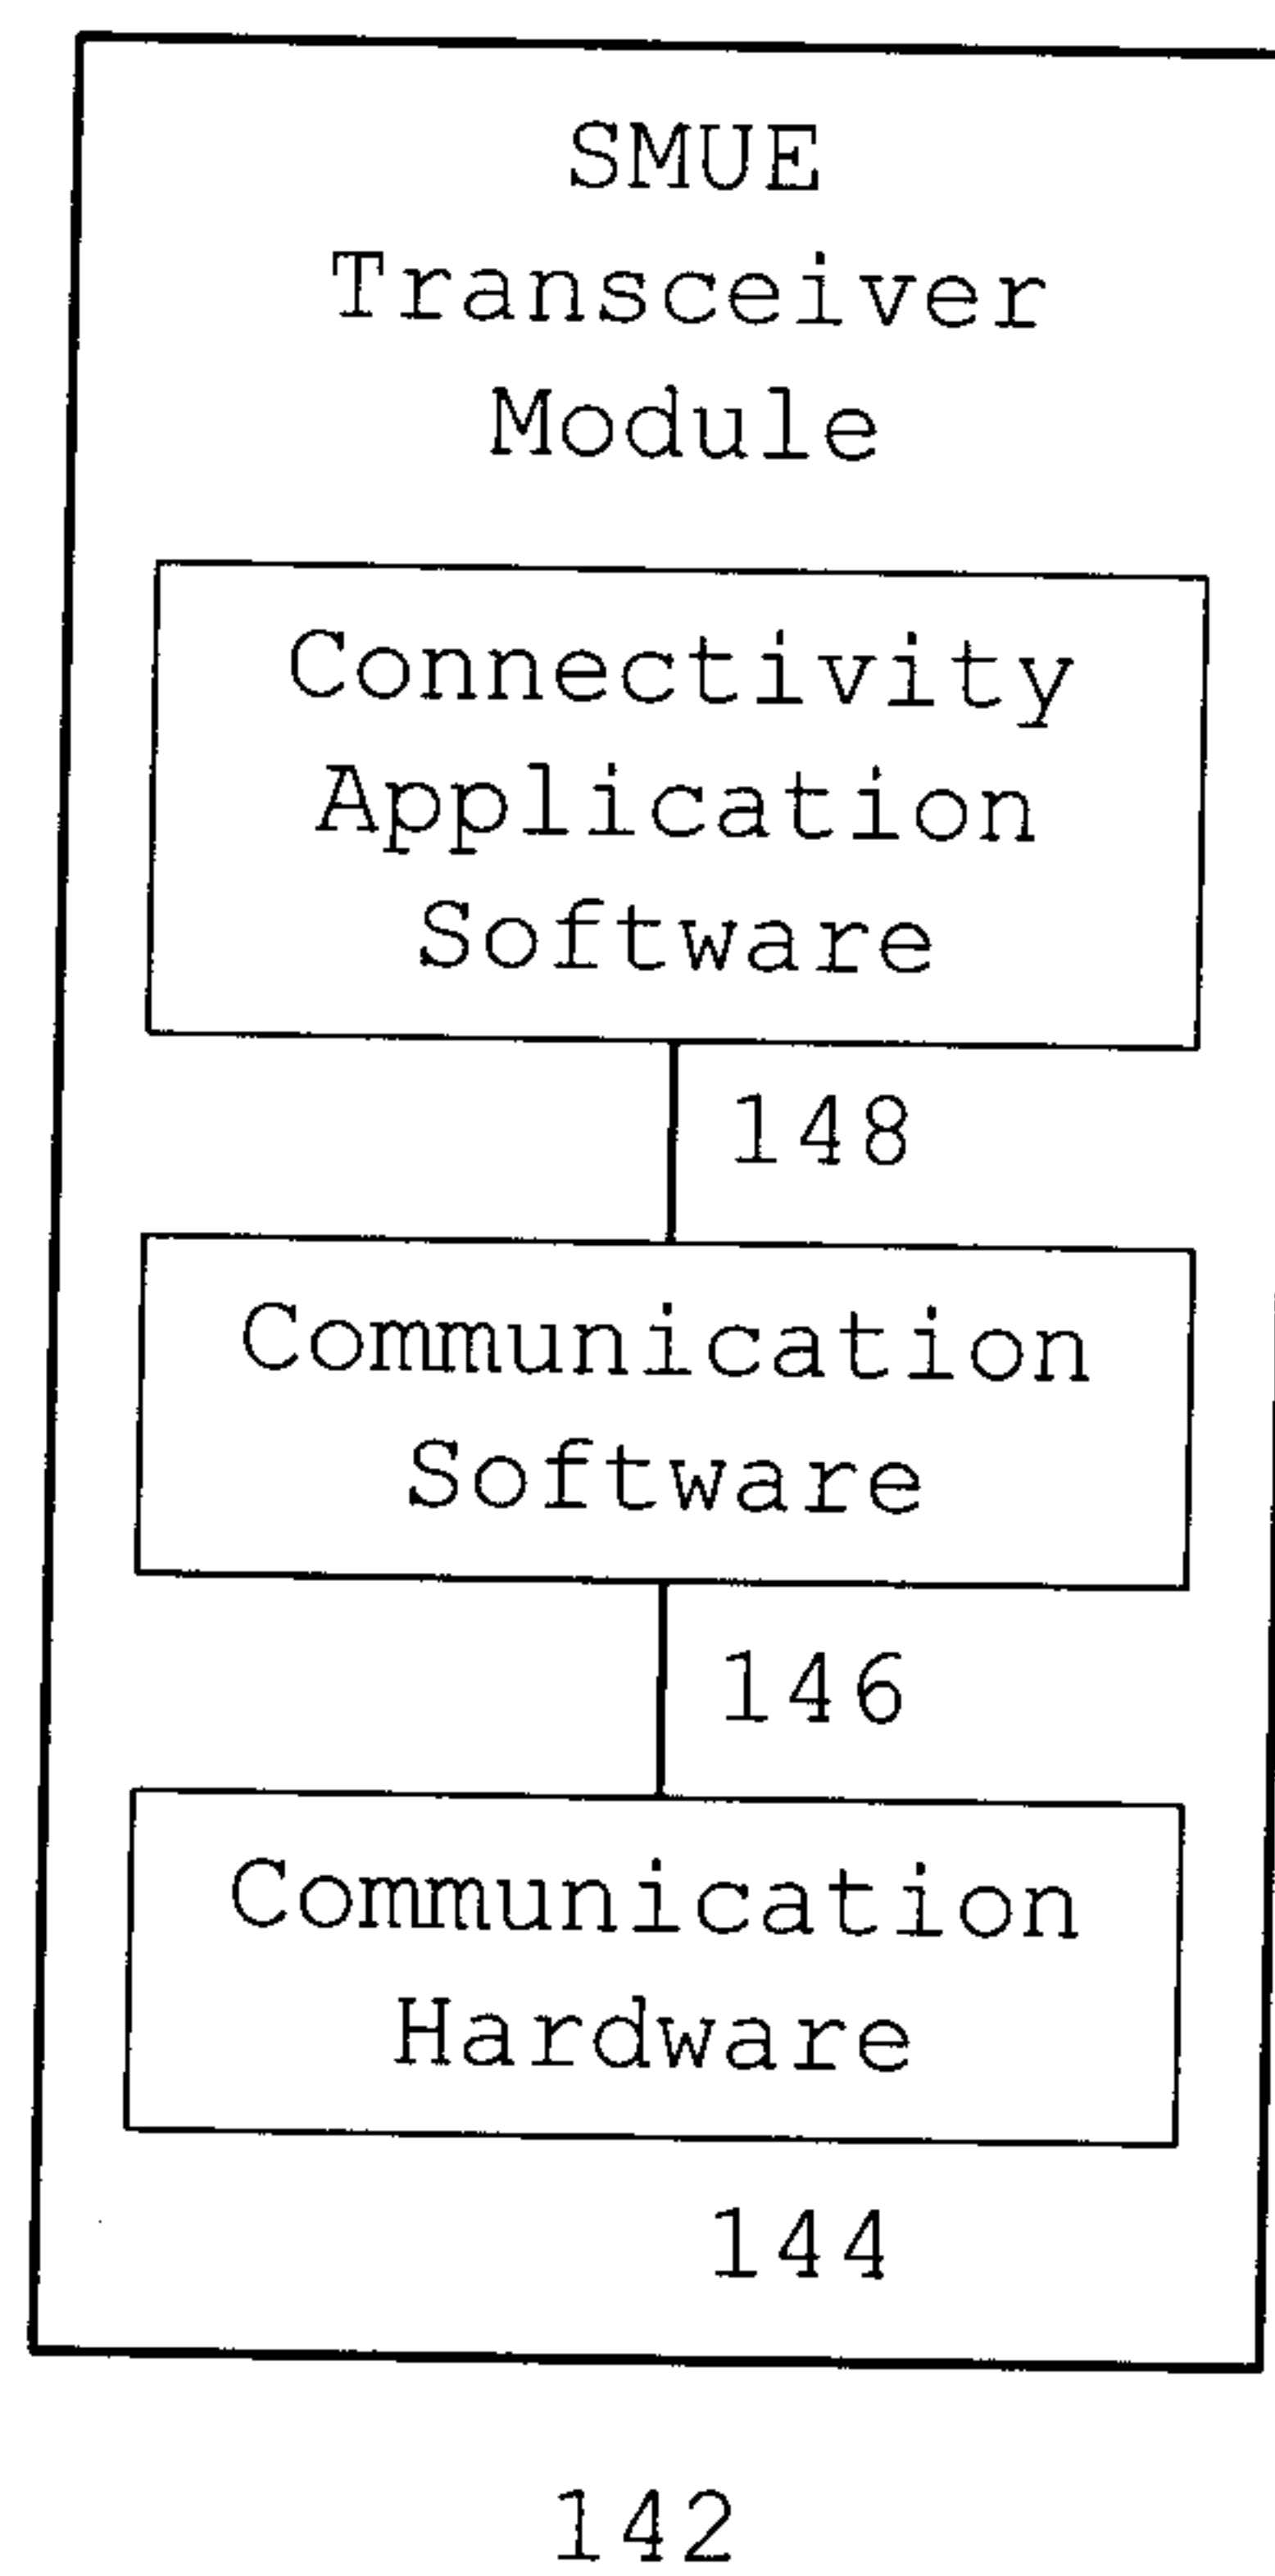 SMUE
Transceiver
Module
Connectivity
Application
Software
148
Communication
Software
146
Communication
Hardware
144
142